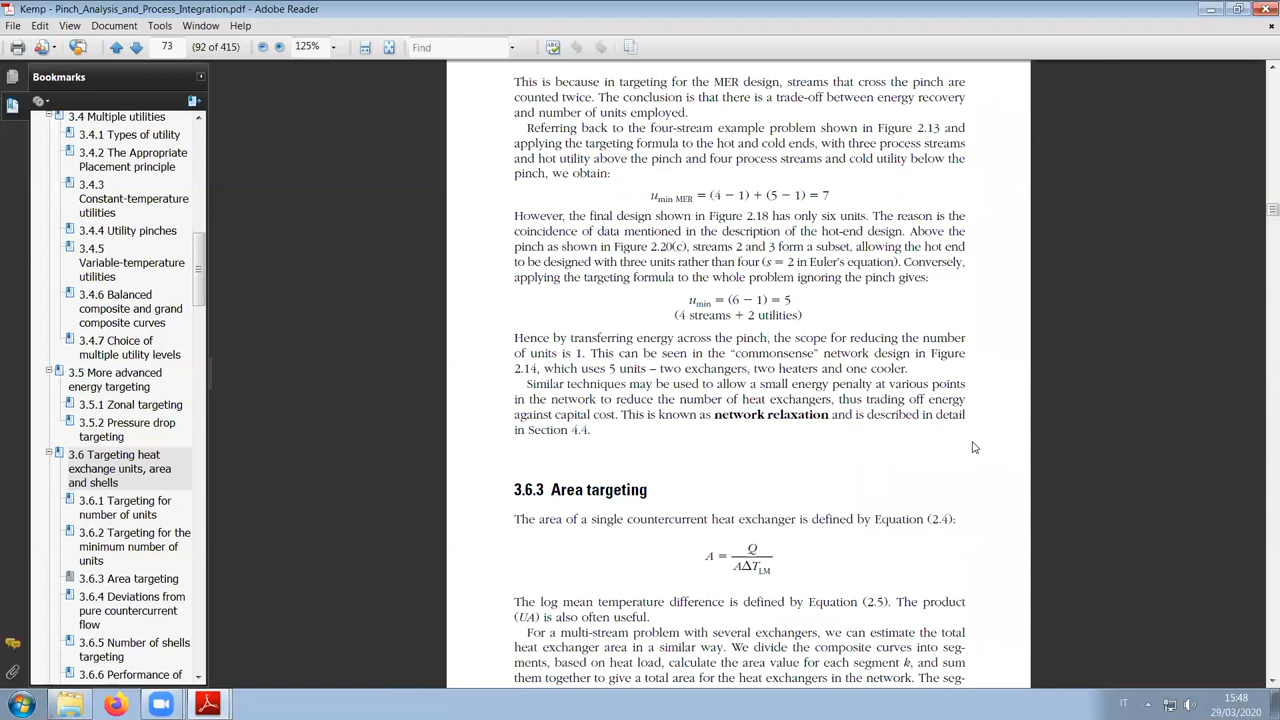 Kemp - Pinch_Analysis_and_Process_Integration.pdf - Adobe Reader
File Edit View Document Tools Window Help
73 (92 of 415) 125% Find
Bookmarks
3.4 Multiple utilities
3.4.1 Types of utility
3.4.2 The Appropriate
Placement principle
3.4.3
Constant-temperature
utilities
3.4.4 Utility pinches
3.4.5
Variable-temperature
utilities
3.4.6 Balanced
composite and grand
composite curves
3.4.7 Choice of
multiple utility levels
3.5 More advanced
energy targeting
3.5.1 Zonal targeting
3.5.2 Pressure drop
targeting
3.6 Targeting heat
exchange units, area
and shells
3.6.1 Targeting for
number of units
3.6.2 Targeting for the
minimum number of
units
3.6.3 Area targeting
3.6.4 Deviations from
pure countercurrent
flow
3.6.5 Number of shells
targeting
3.6.6 Performance of
This is because in targeting for the MER design, streams that cross the pinch are
counted twice. The conclusion is that there is a trade-off between energy recovery
and number of units employed.
Referring back to the four-stream example problem shown in Figure 2.13 and
applying the targeting formula to the hot and cold ends, with three process streams
and hot utility above the pinch and four process streams and cold utility below the
pinch, we obtain:
u min MER = (4 − 1) + (5 − 1) = 7
However, the final design shown in Figure 2.18 has only six units. The reason is the
coincidence of data mentioned in the description of the hot-end design. Above the
pinch as shown in Figure 2.20(c), streams 2 and 3 form a subset, allowing the hot end
to be designed with three units rather than four (s = 2 in Euler's equation). Conversely,
applying the targeting formula to the whole problem ignoring the pinch gives:
u min = (6 − 1) = 5
(4 streams + 2 utilities)
Hence by transferring energy across the pinch, the scope for reducing the number
of units is 1. This can be seen in the “commonsense” network design in Figure
2.14, which uses 5 units – two exchangers, two heaters and one cooler.
Similar techniques may be used to allow a small energy penalty at various points
in the network to reduce the number of heat exchangers, thus trading off energy
against capital cost. This is known as network relaxation and is described in detail
in Section 4.4.
3.6.3 Area targeting
The area of a single countercurrent heat exchanger is defined by Equation (2.4):
A = Q
AΔT LM
The log mean temperature difference is defined by Equation (2.5). The product
(UA) is also often useful.
For a multi-stream problem with several exchangers, we can estimate the total
heat exchanger area in a similar way. We divide the composite curves into seg-
ments, based on heat load, calculate the area value for each segment k, and sum
them together to give a total area for the heat exchangers in the network. The seg-
IT
15:48
29/03/2020